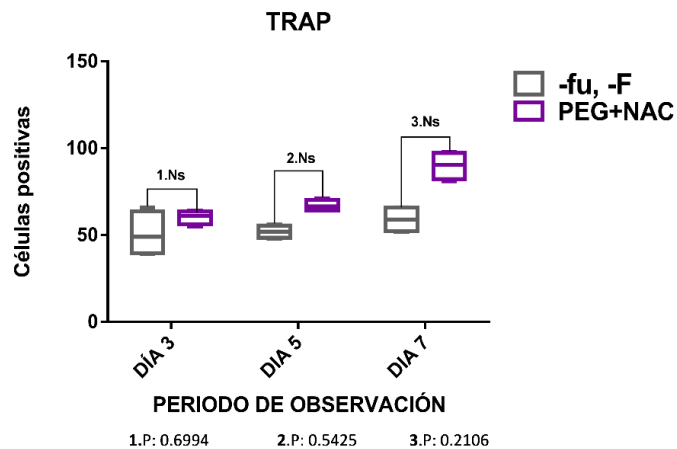 TRAP
150
100
50
0
Células positivas
1.Ns
2.Ns
3.Ns
-fu, -F
PEG+NAC
DÍA 3
DIA 5
DIA 7
PERIODO DE OBSERVACIÓN
1.P: 0.6994 2.P: 0.5425 3.P: 0.2106